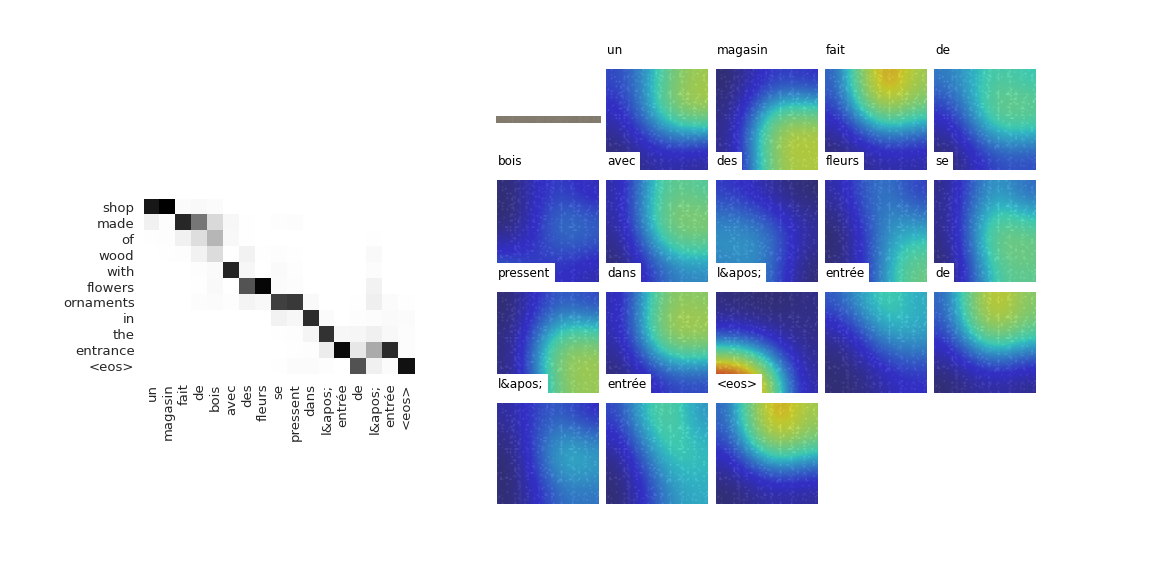 shop
made
of
wood
with
flowers
ornaments
in
the
entrance
<eos>
un
magasin
fait
de
bois
avec
des
fleurs
se
pressent
dans
l&apos;
entrée
de
l&apos;
entrée
<eos>
un magasin fait de
bois avec des fleurs se
pressent dans l&apos; entrée de
l&apos; entrée <eos>